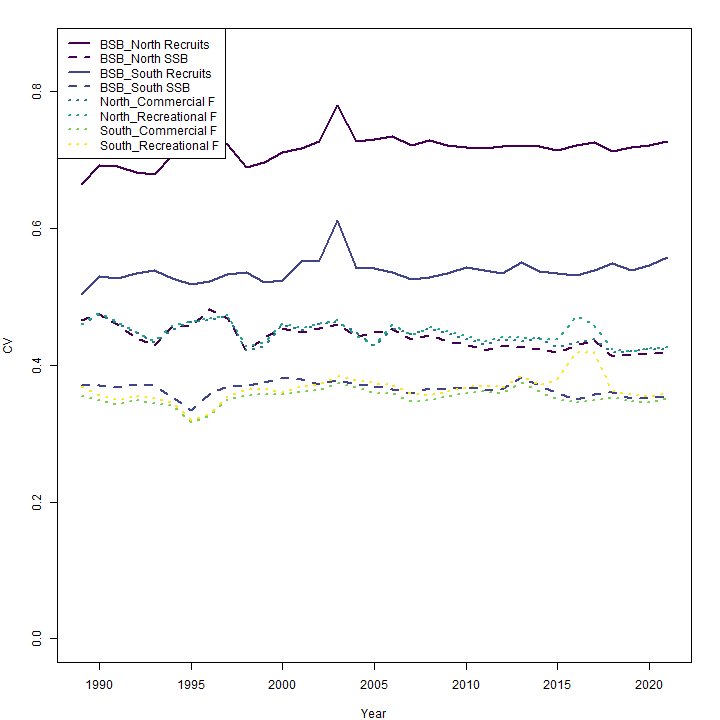 BSB_North Recruits
BSB_North SSB
BSB_South Recruits
BSB_South SSB
North_Commercial F
North_Recreational F
South_Commercial F
South_Recreational F
CV
0.8
0.6
0.4
0.2
0.0
1990 1995 2000 2005 2010 2015 2020
Year